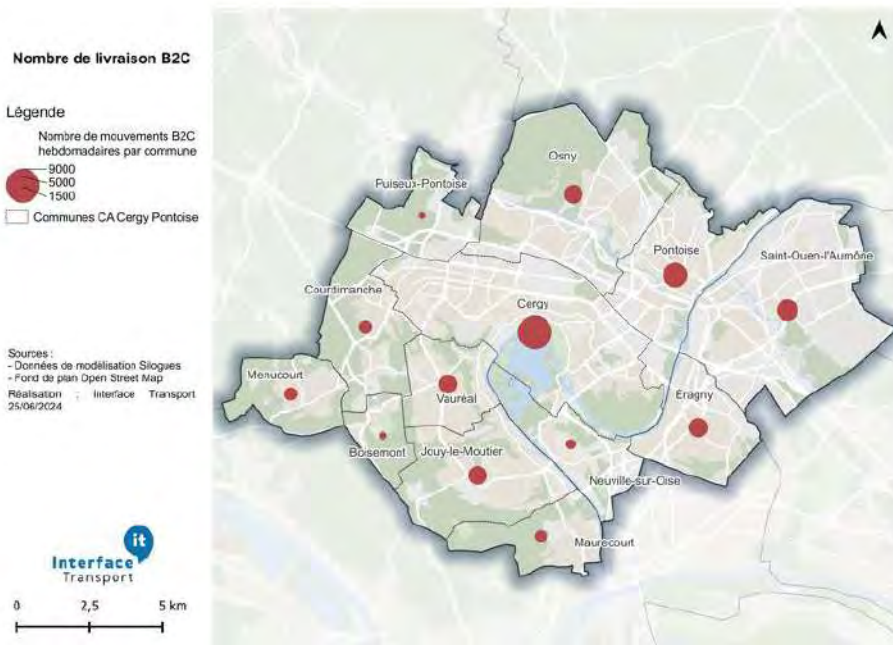 Nombre de livraison B2C
Légende
Nombre de mouvements B2C
hebdomadaires par commune
9000
5000
1500
Communes CA Cergy Pontoise
Sources :
- Données de modélisation Silogues
- Fond de plan Open Street Map
Réalisation : Interface Transport
25/06/2024
it
Interface
Transport
0 2,5 5 km
Osny
Puiseux-Pontoise
Pontoise
Saint-Ouen-l'Aumône
Courdimanche
Cergy
Menucourt
Vauréal
Éragny
Boisemont
Jouy-le-Moutier
Neuville-sur-Oise
Maurecourt